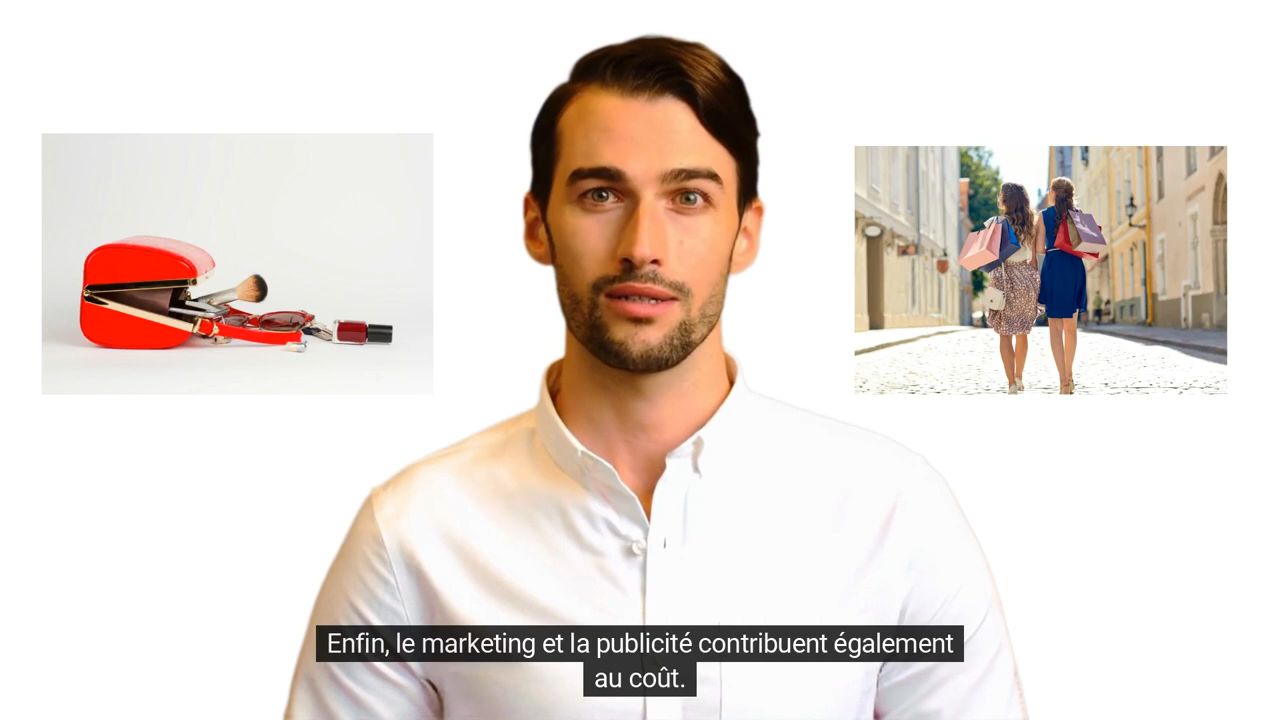 Enfin, le marketing et la publicité contribuent également
au coût.